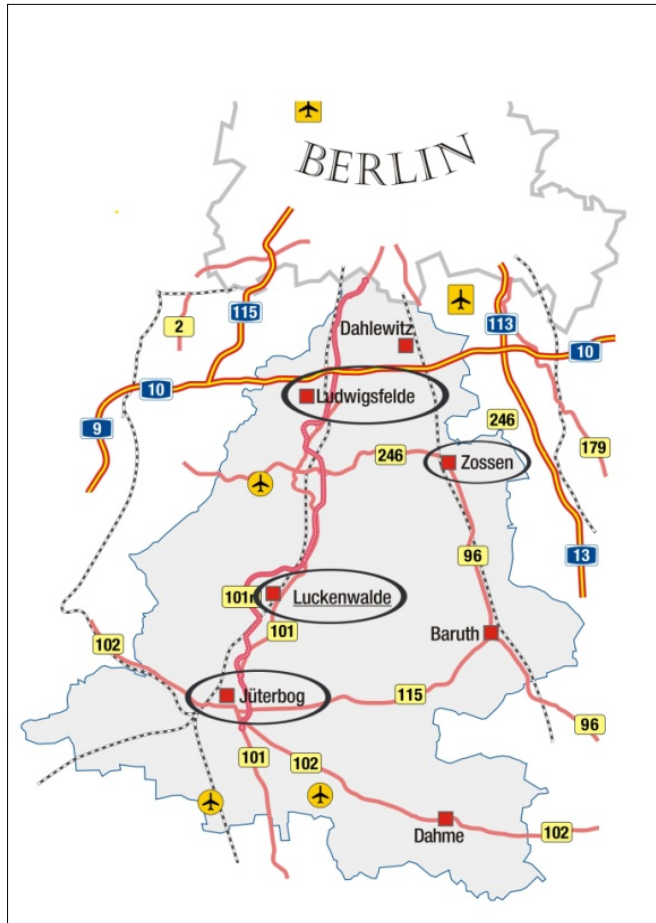 BERLIN
2
115
113
Dahlewitz
10
10
Ludwigsfelde
9
246
246
Zossen
179
96
13
101n
Luckenwalde
101
102
Baruth
Jüterbog
115
96
101
102
Dahme
102